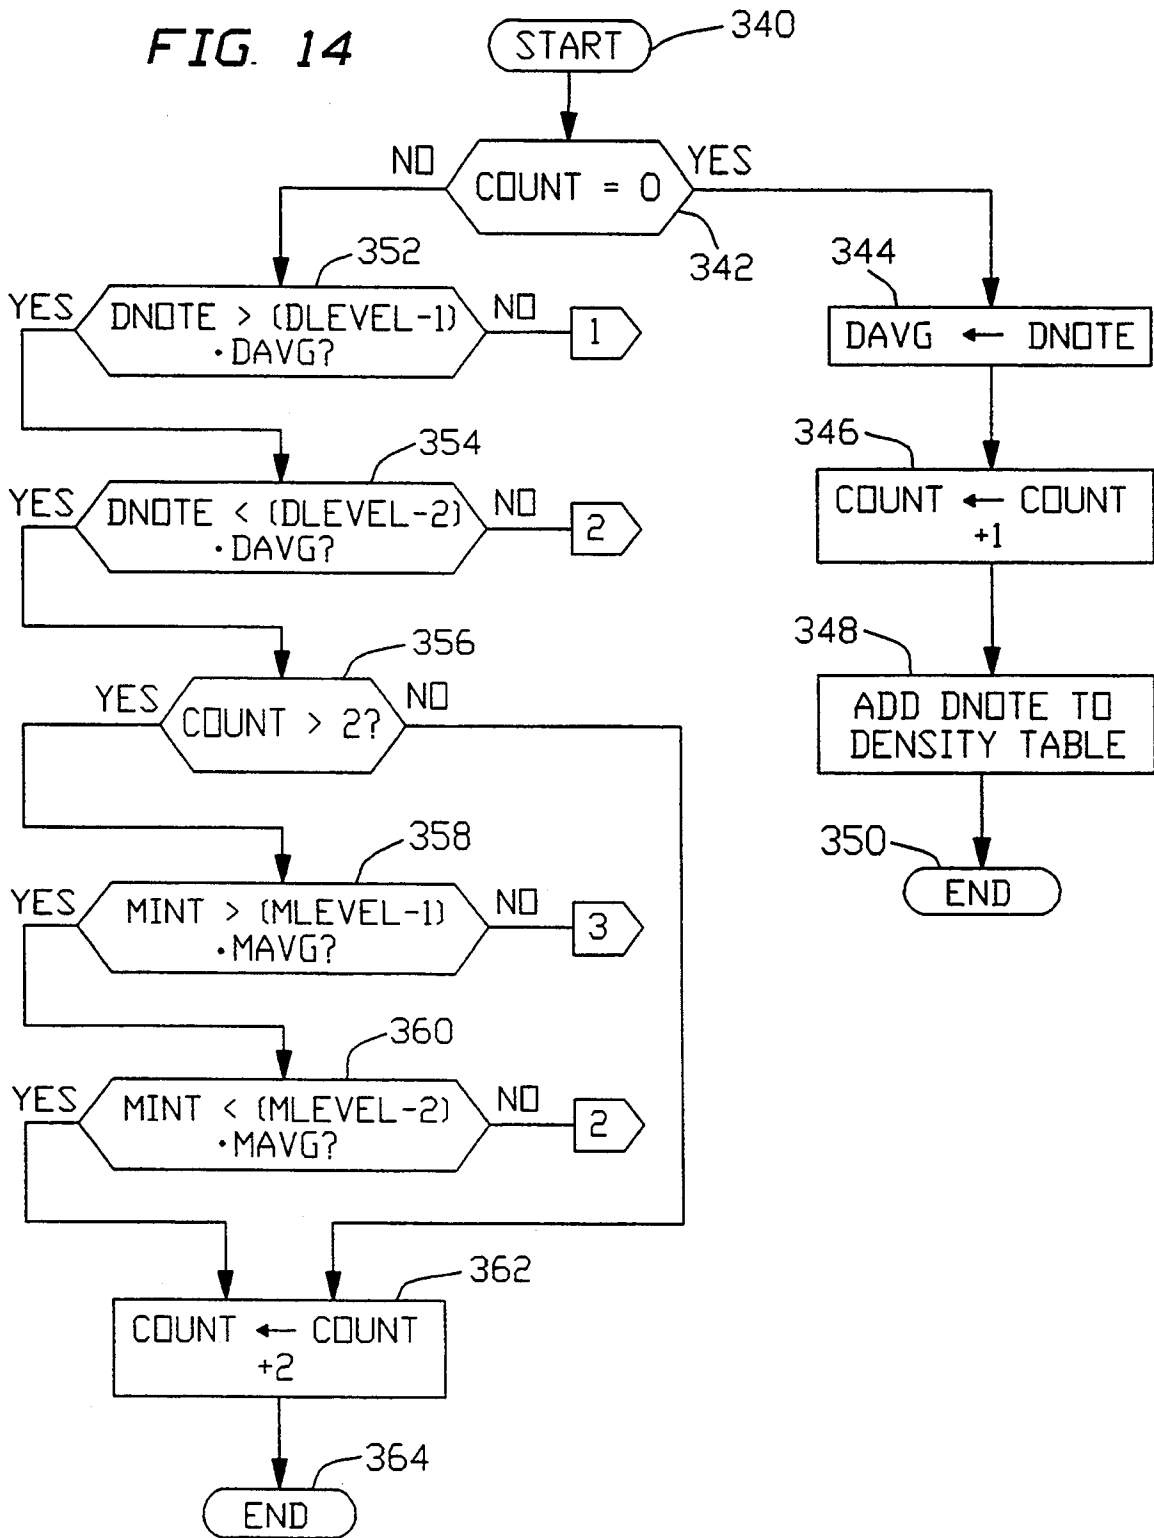 FIG. 14
START
340
NO
YES
COUNT = 0
342
352
YES
DNOTE > (DLEVEL-1)
·DAVG?
NO
1
344
DAVG ← DNOTE
354
YES
DNOTE < (DLEVEL-2)
·DAVG?
NO
2
346
COUNT ← COUNT
+1
356
YES
NO
COUNT > 2?
348
ADD DNOTE TO
DENSITY TABLE
358
YES
MINT > (MLEVEL-1)
·MAVG?
NO
3
350
END
360
YES
MINT < (MLEVEL-2)
·MAVG?
NO
2
362
COUNT ← COUNT
+2
364
END